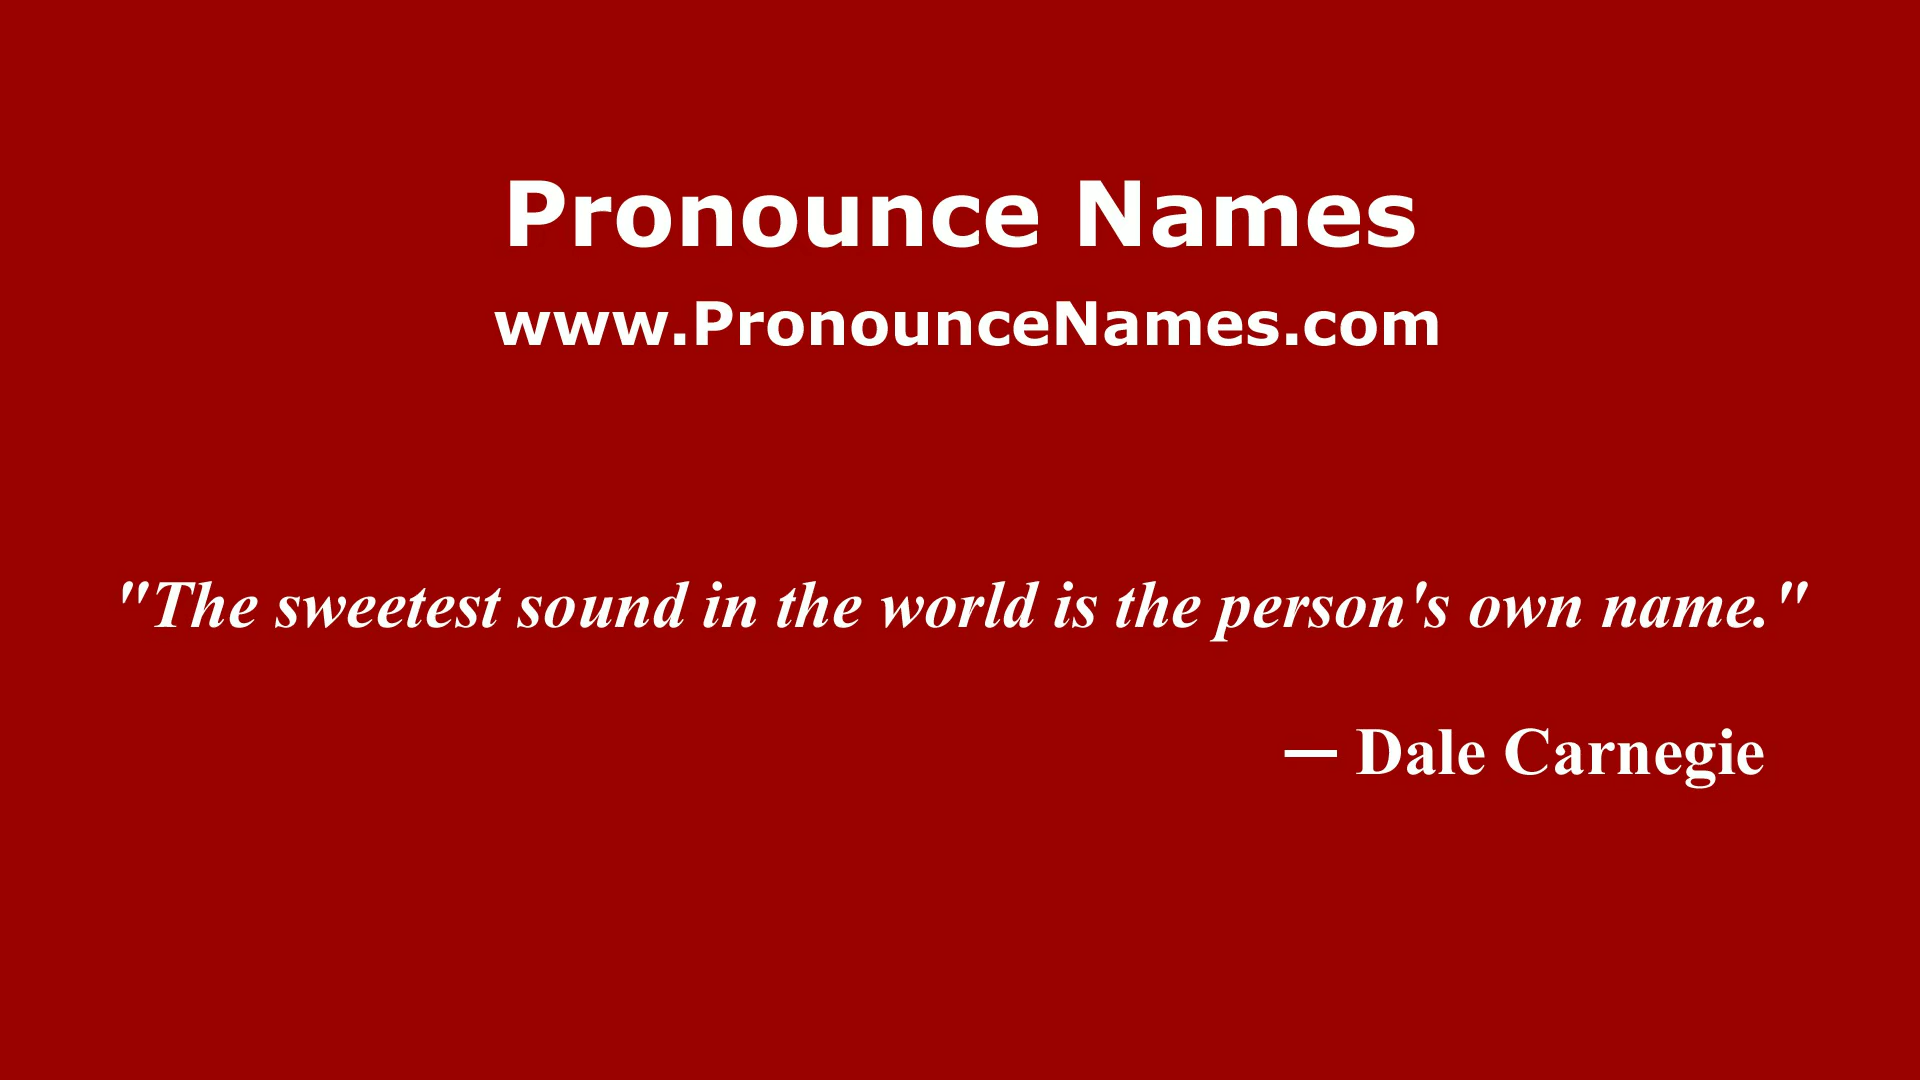 Pronounce Names
www.PronounceNames.com
"The sweetest sound in the world is the person's own name."
— Dale Carnegie